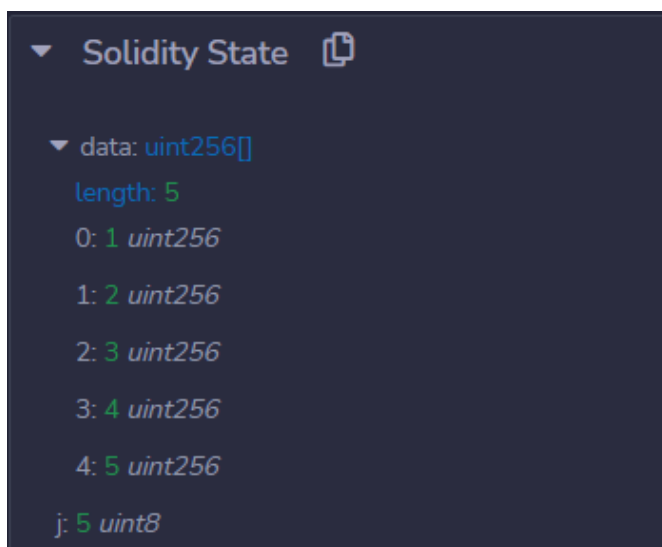 Solidity State
data: uint256[]
length: 5
0: 1 uint256
1: 2 uint256
2: 3 uint256
3: 4 uint256
4: 5 uint256
j: 5 uint8